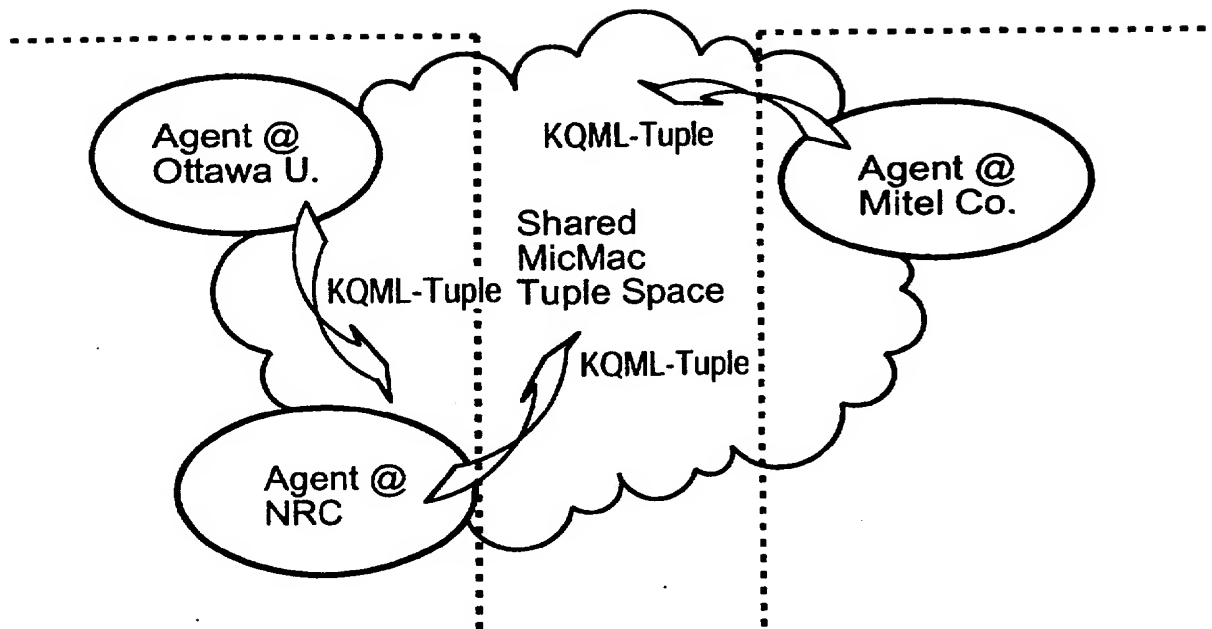 Agent @
Ottawa U.
KQML-Tuple
Agent @
Mitel Co.
Shared
MicMac
Tuple Space
KQML-Tuple
KQML-Tuple
Agent @
NRC